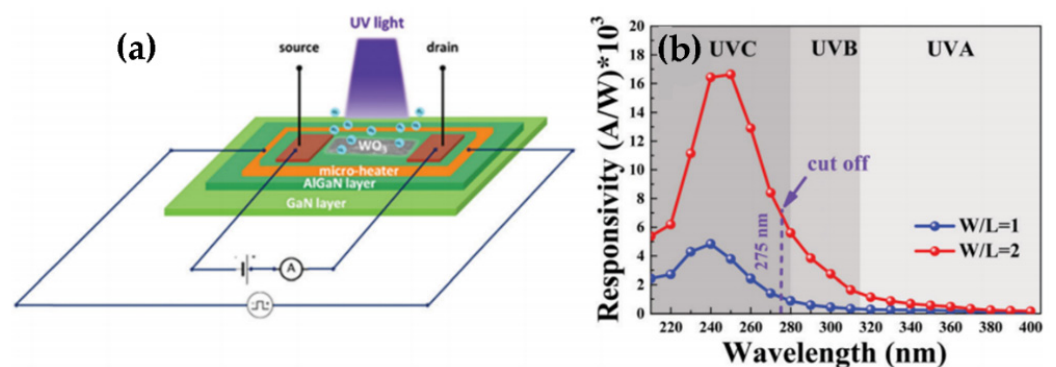 (a)
UV light
source
drain
WO3
micro-heater
AlGaN layer
GaN layer
A
(b)
UVC
UVB
UVA
Responsivity (A/W)*10³
20
18
16
14
12
10
8
6
4
2
0
cut off
275 nm
W/L=1
W/L=2
220 240 260 280 300 320 340 360 380 400
Wavelength (nm)